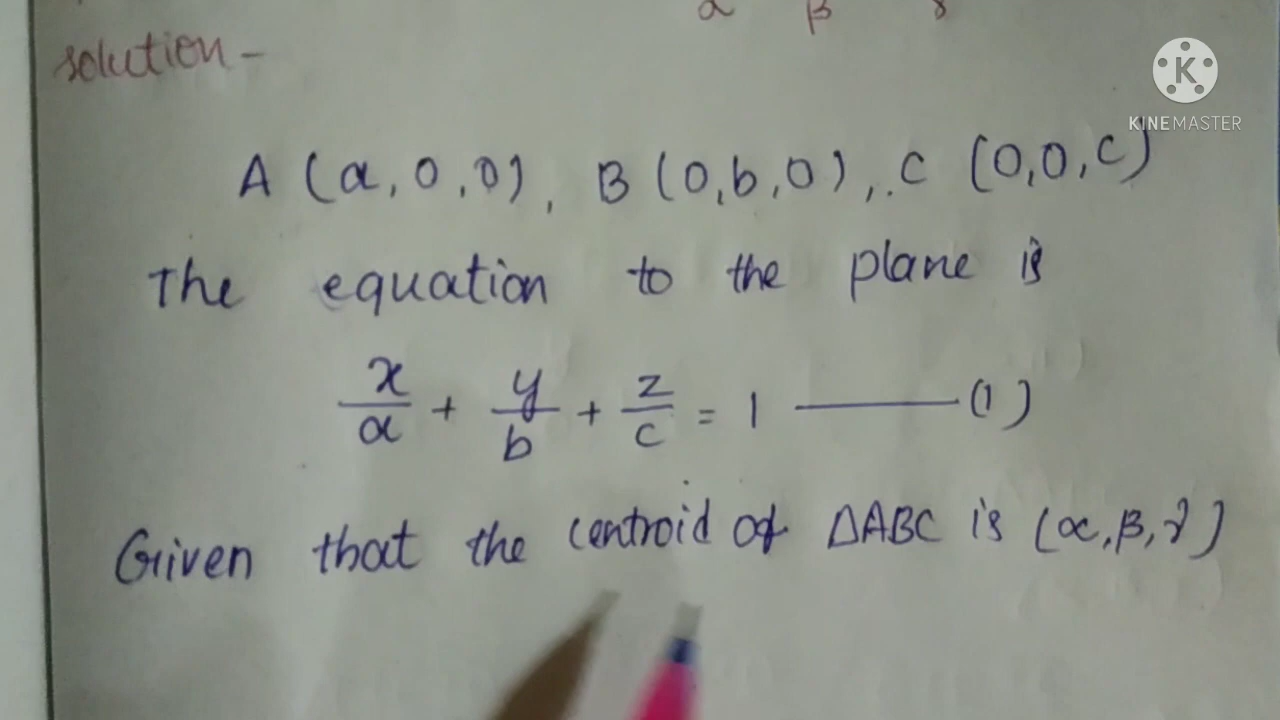 α β γ
solution -
K
KINEMASTER
A (a, 0, 0), B (0, b, 0), C (0, 0, c)
The equation to the plane is
x/a + y/b + z/c = 1 ——— (1)
Given that the centroid of ΔABC is (α, β, γ)